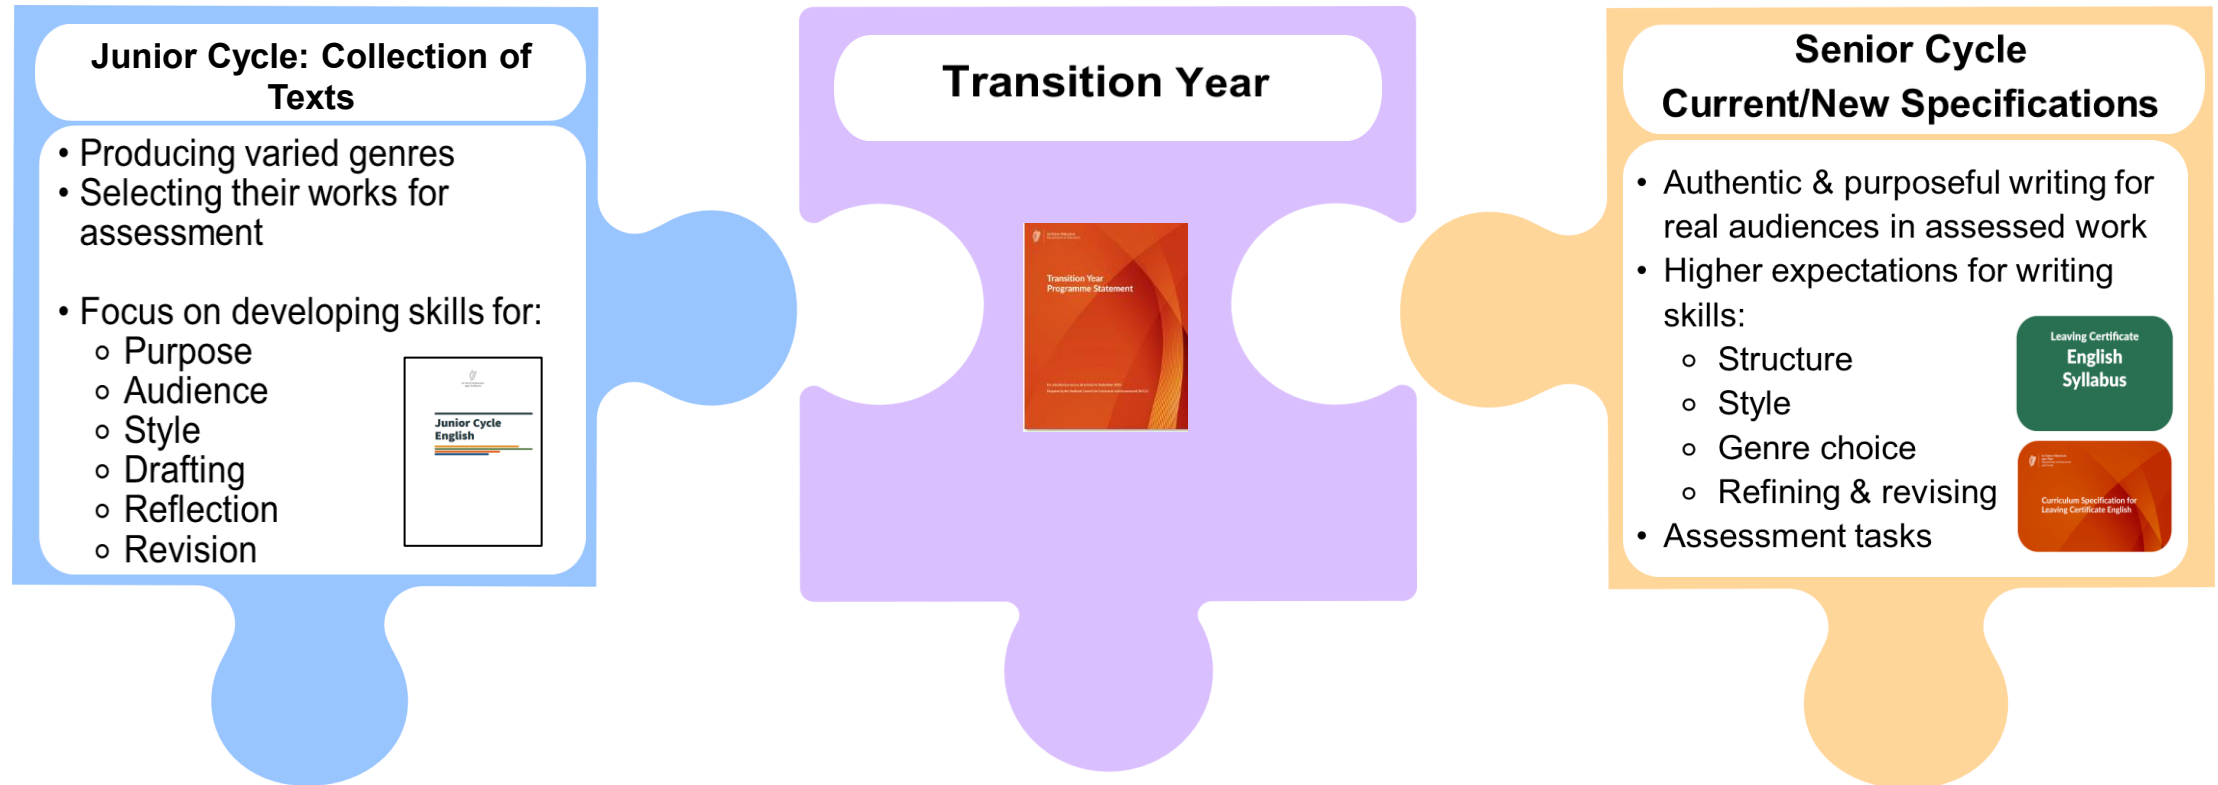 Junior Cycle: Collection of
Texts
• Producing varied genres
• Selecting their works for
assessment
• Focus on developing skills for:
Purpose
Audience
Style
Drafting
Reflection
Revision
Junior Cycle
English
Transition Year
Transition Year
Programme Statement
Senior Cycle
Current/New Specifications
• Authentic & purposeful writing for
real audiences in assessed work
• Higher expectations for writing
skills:
Structure
Style
Genre choice
Refining & revising
• Assessment tasks
Leaving Certificate
English
Syllabus
Curriculum Specification for
Leaving Certificate English